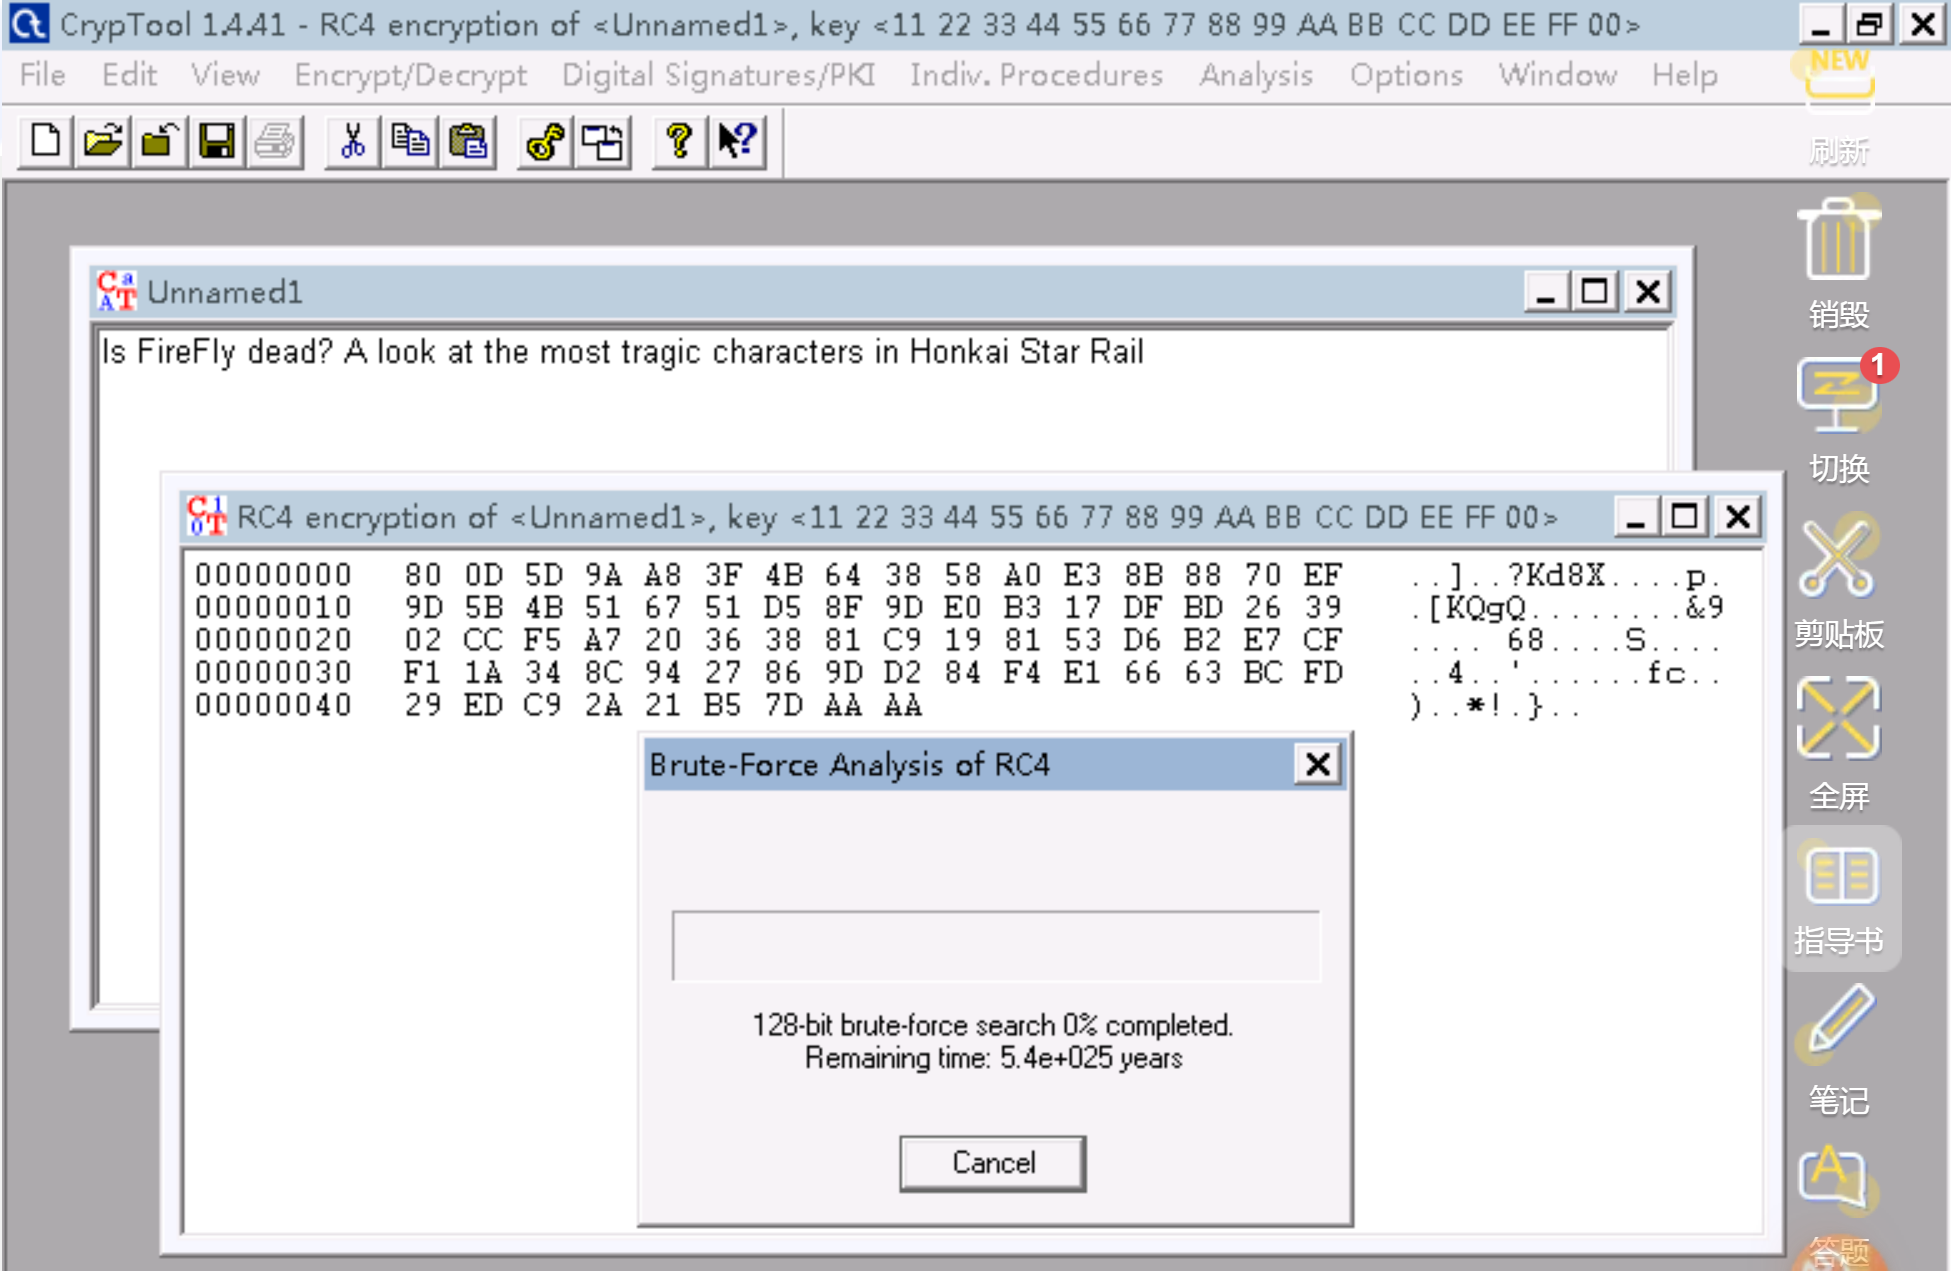 CrypTool 1.4.41 - RC4 encryption of <Unnamed1>, key <11 22 33 44 55 66 77 88 99 AA BB CC DD EE FF 00>
File Edit View Encrypt/Decrypt Digital Signatures/PKI Indiv. Procedures Analysis Options Window Help
NEW
刷新
Unnamed1
Is FireFly dead? A look at the most tragic characters in Honkai Star Rail
RC4 encryption of <Unnamed1>, key <11 22 33 44 55 66 77 88 99 AA BB CC DD EE FF 00>
00000000 80 0D 5D 9A A8 3F 4B 64 38 58 A0 E3 8B 88 70 EF ..]..?Kd8X....p.
00000010 9D 5B 4B 51 67 51 D5 8F 9D E0 B3 17 DF BD 26 39 .[KQgQ........&9
00000020 02 CC F5 A7 20 36 38 81 C9 19 81 53 D6 B2 E7 CF .... 68....S....
00000030 F1 1A 34 8C 94 27 86 9D D2 84 F4 E1 66 63 BC FD ..4..'......fc..
00000040 29 ED C9 2A 21 B5 7D AA AA )..*!.}..
Brute-Force Analysis of RC4
128-bit brute-force search 0% completed.
Remaining time: 5.4e+025 years
Cancel
销毁
1
切换
剪贴板
全屏
指导书
笔记
答题